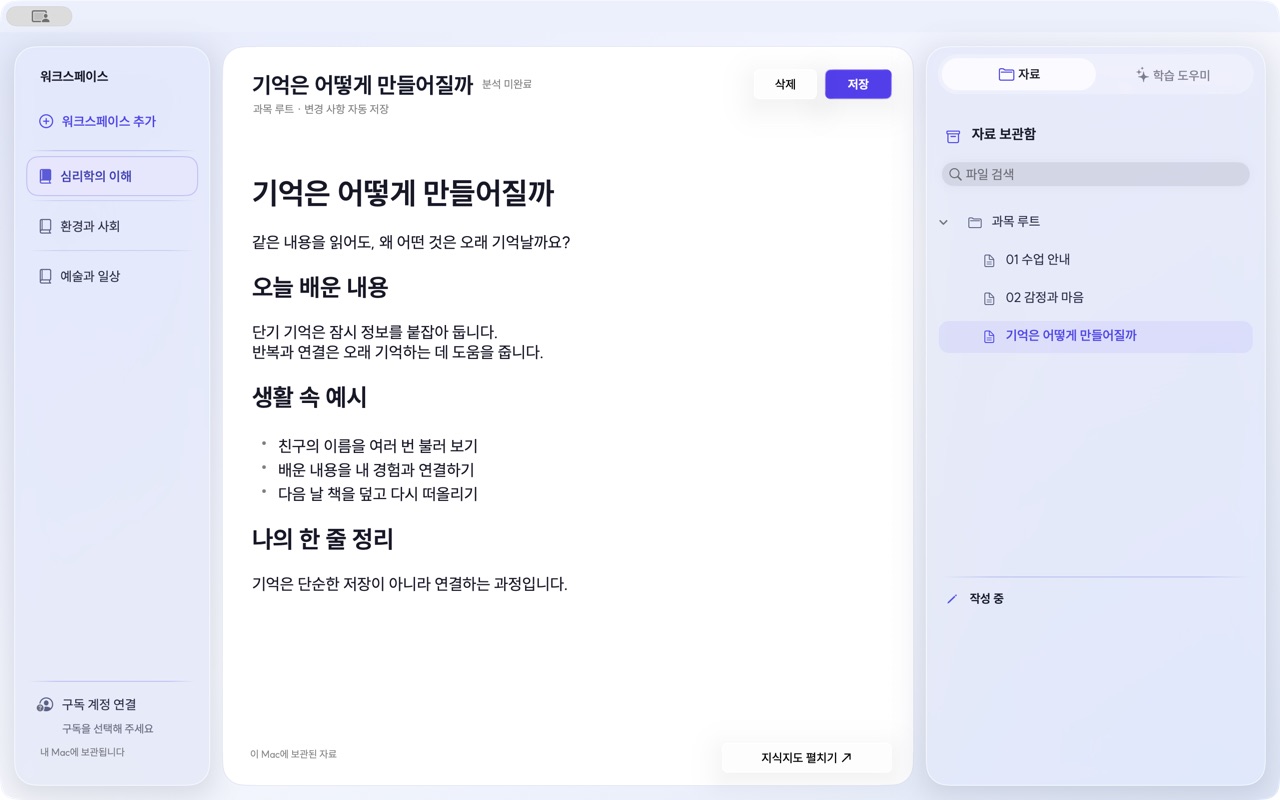 워크스페이스
워크스페이스 추가
심리학의 이해
환경과 사회
예술과 일상
구독 계정 연결
구독을 선택해 주세요
내 Mac에 보관됩니다
기억은 어떻게 만들어질까 분석 미완료
과목 루트 · 변경 사항 자동 저장
삭제
저장
기억은 어떻게 만들어질까
같은 내용을 읽어도, 왜 어떤 것은 오래 기억날까요?
오늘 배운 내용
단기 기억은 잠시 정보를 붙잡아 둡니다.
반복과 연결은 오래 기억하는 데 도움을 줍니다.
생활 속 예시
• 친구의 이름을 여러 번 불러 보기
• 배운 내용을 내 경험과 연결하기
• 다음 날 책을 덮고 다시 떠올리기
나의 한 줄 정리
기억은 단순한 저장이 아니라 연결하는 과정입니다.
이 Mac에 보관된 자료
지식지도 펼치기 ↗
자료
학습 도우미
자료 보관함
파일 검색
과목 루트
01 수업 안내
02 감정과 마음
기억은 어떻게 만들어질까
작성 중